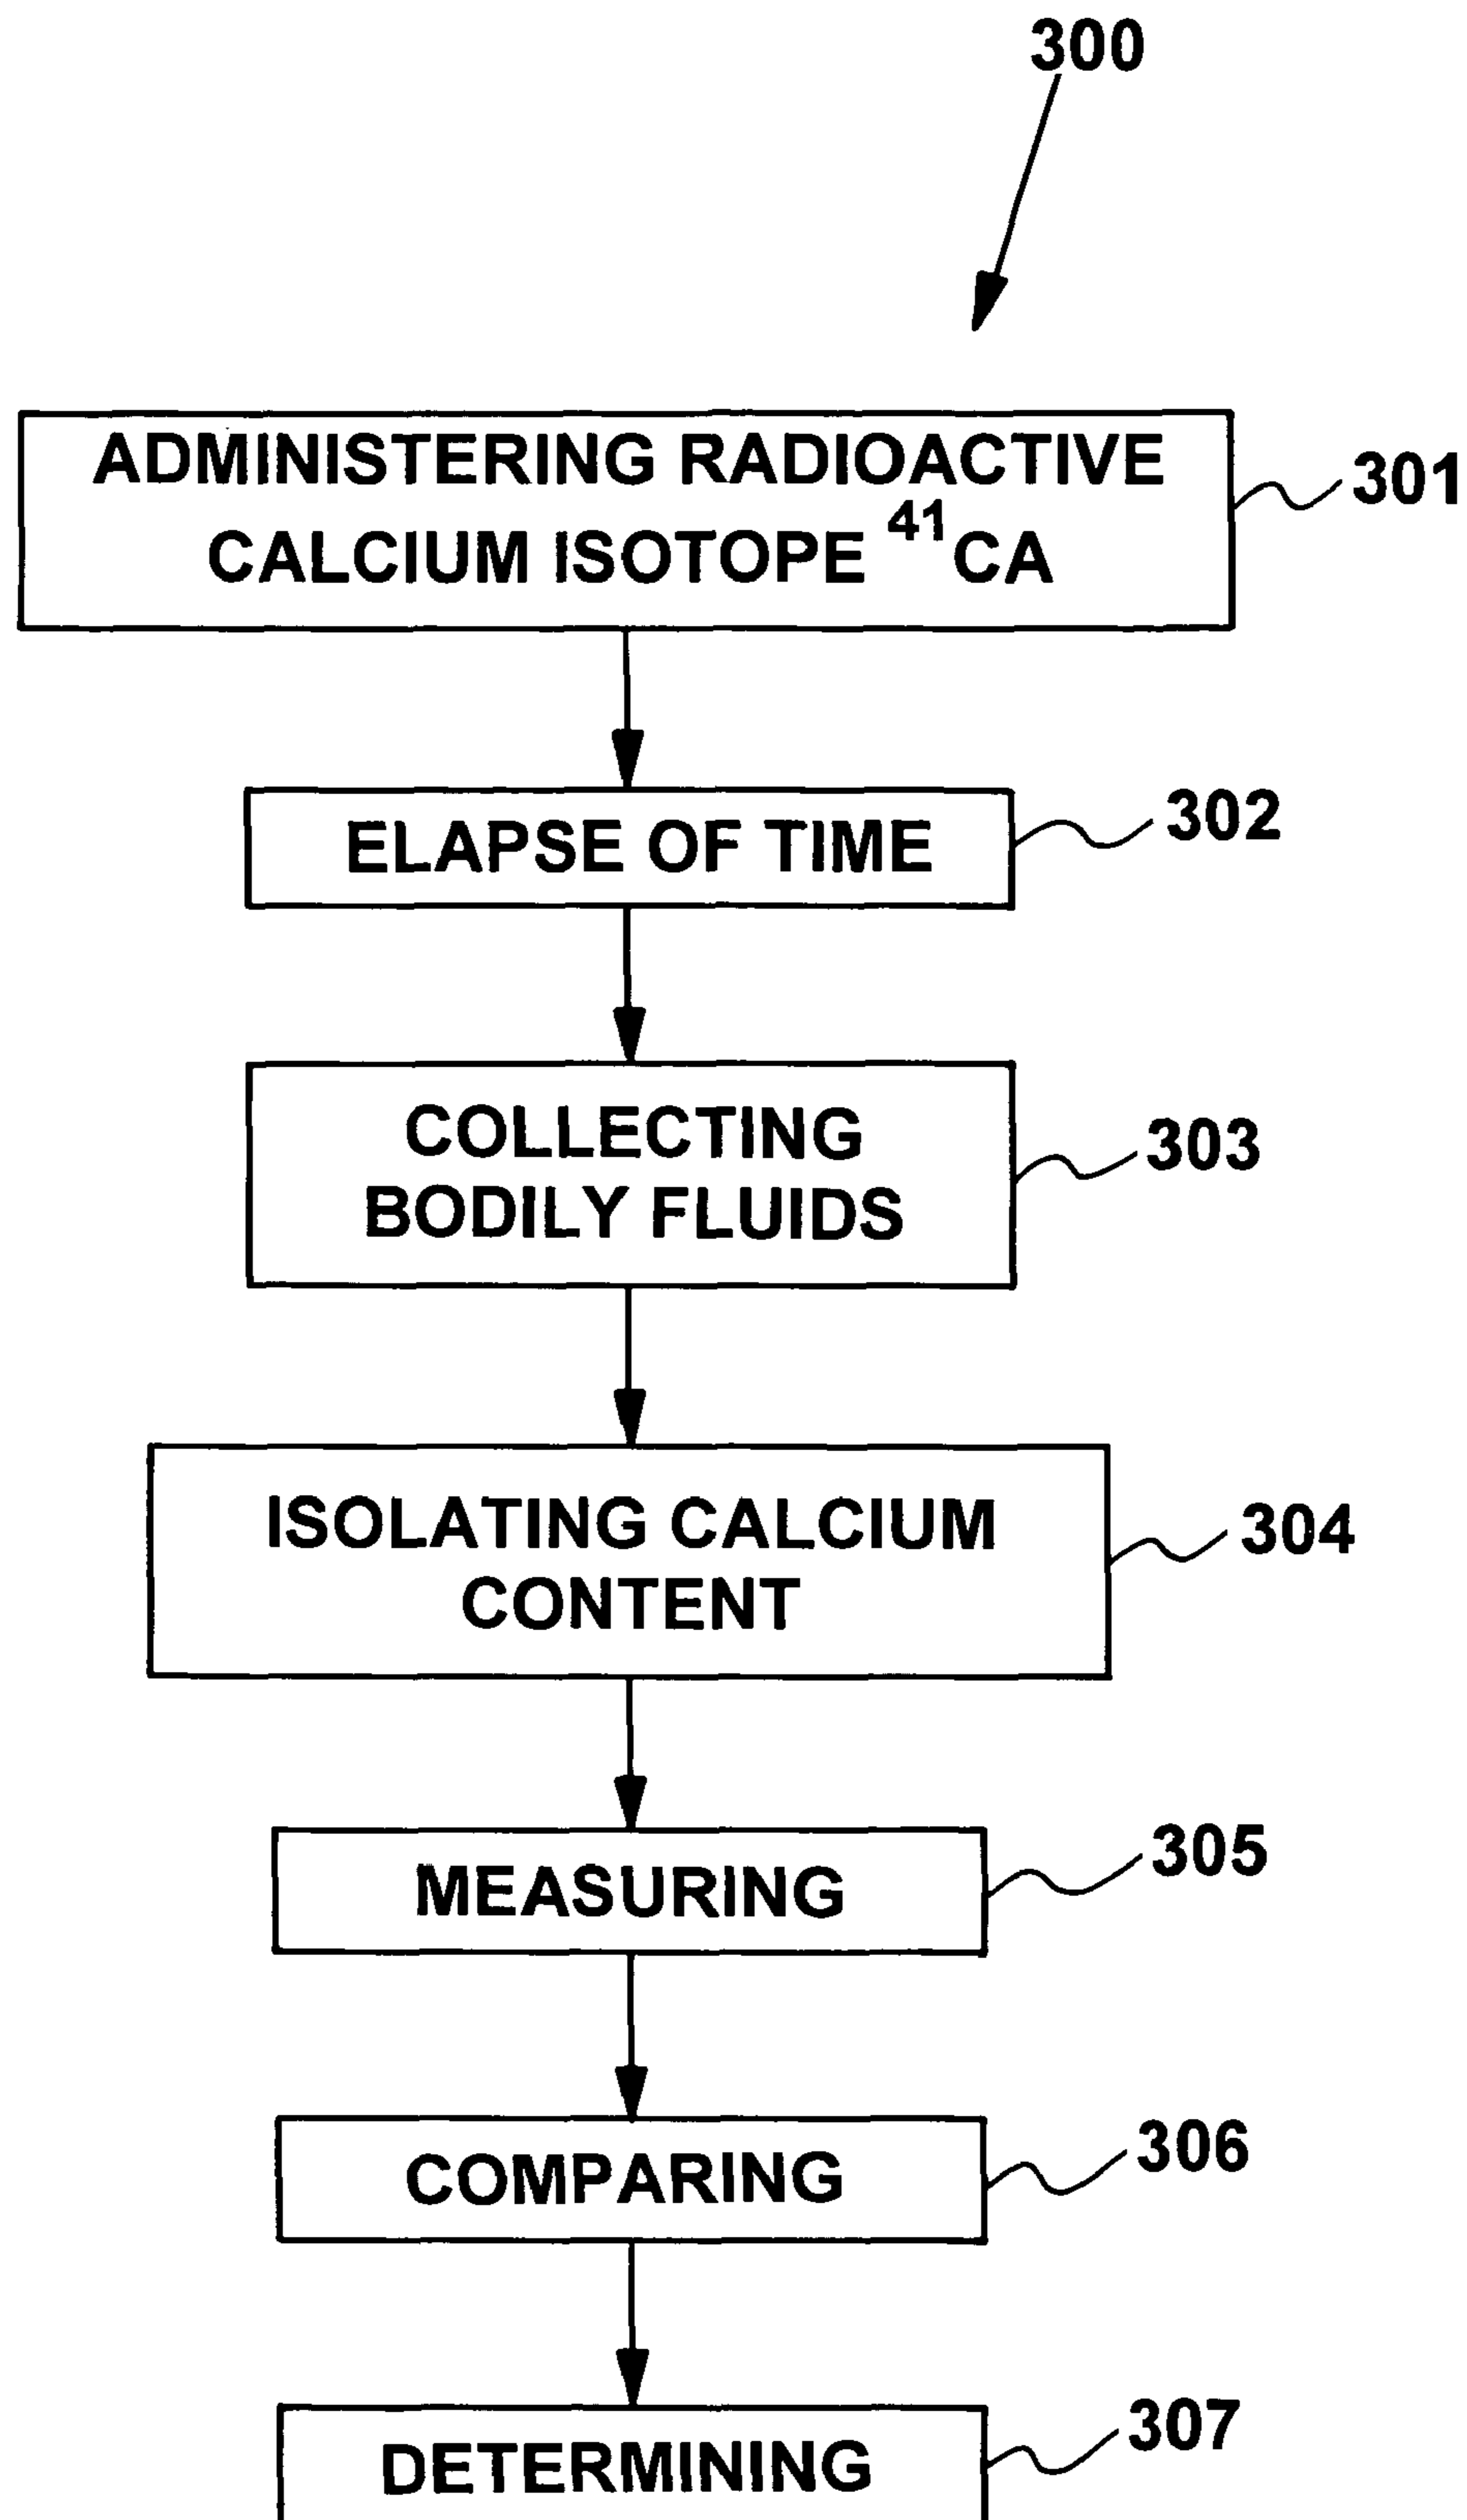 300
ADMINISTERING RADIOACTIVE
CALCIUM ISOTOPE 41CA
301
ELAPSE OF TIME
302
COLLECTING
BODILY FLUIDS
303
ISOLATING CALCIUM
CONTENT
304
MEASURING
305
COMPARING
306
DETERMINING
307